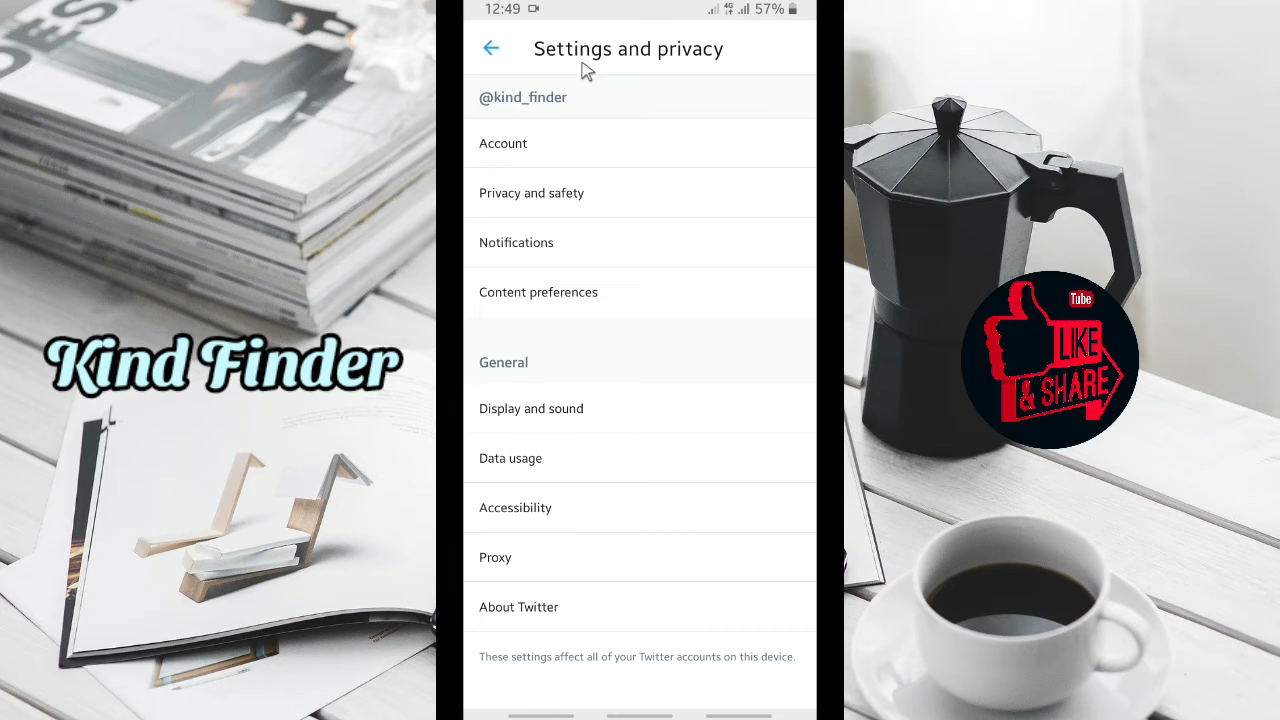 DES
12:49
4G
57%
Settings and privacy
@kind_finder
Account
Privacy and safety
Notifications
Content preferences
General
Display and sound
Data usage
Accessibility
Proxy
About Twitter
These settings affect all of your Twitter accounts on this device.
Kind Finder
Tube
LIKE
& SHARE